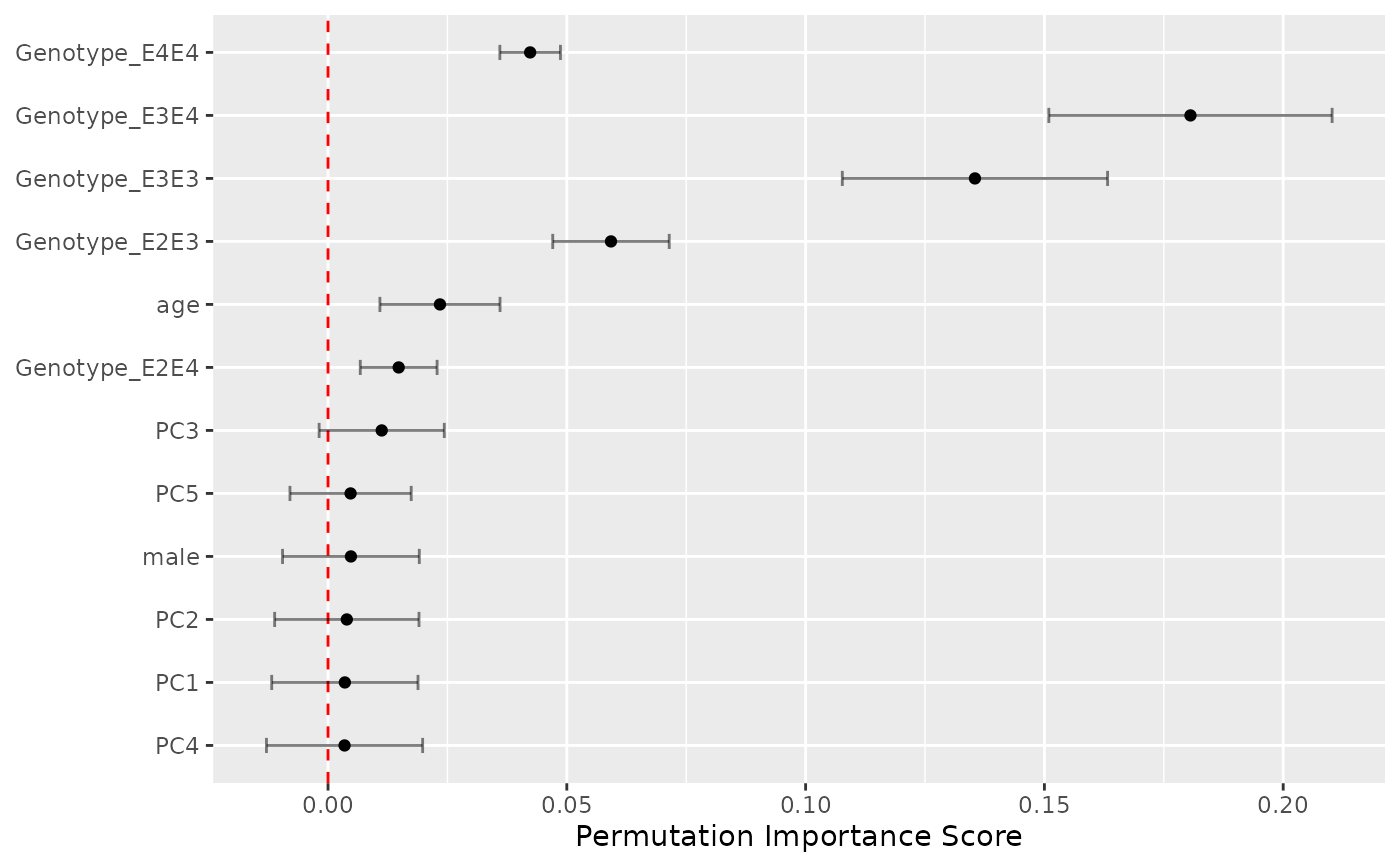 Genotype_E4E4
Genotype_E3E4
Genotype_E3E3
Genotype_E2E3
age
Genotype_E2E4
PC3
PC5
male
PC2
PC1
PC4
0.00 0.05 0.10 0.15 0.20
Permutation Importance Score